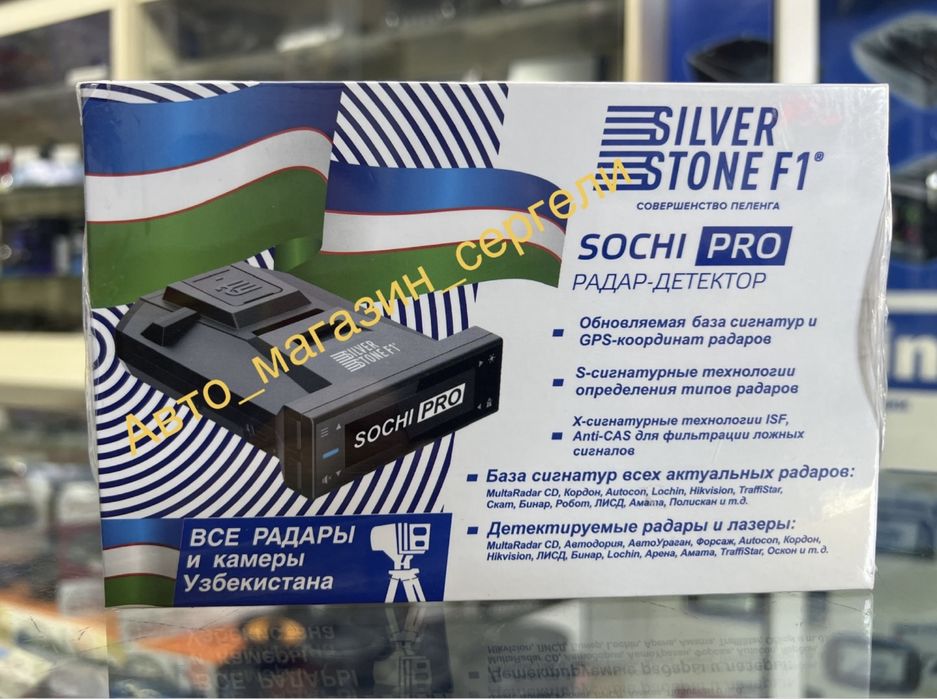 SILVER
STONE F1®
СОВЕРШЕНСТВО ПЕЛЕНГА
SOCHI PRO
РАДАР-ДЕТЕКТОР
Обновляемая база сигнатур и
GPS-координат радаров
S-сигнатурные технологии
определения типов радаров
X-сигнатурные технологии ISF,
Anti-CAS для фильтрации ложных
сигналов
База сигнатур всех актуальных радаров:
MultaRadar CD, Кордон, Autocon, Lochin, Hikvision, TraffiStar,
Скат, Бинар, Робот, ЛИСД, Амата, Полискан и т.д.
Детектируемые радары и лазеры:
MultaRadar CD, Автодория, АвтоУраган, Форсаж, Autocon, Кордон,
Hikvision, ЛИСД, Бинар, Lochin, Арена, Амата, TraffiStar, Оскон и т.д.
SILVER
STONE F1®
SOCHI PRO
Авто_магазин_сергели
ВСЕ РАДАРЫ
и камеры
Узбекистана